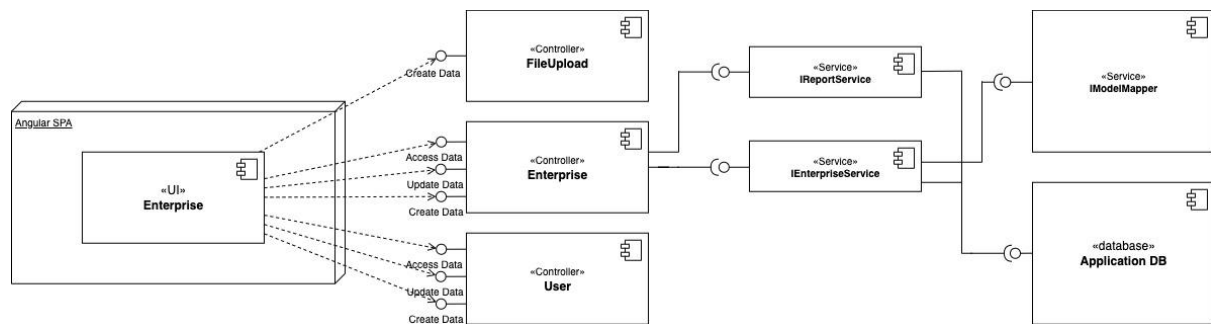 Angular SPA
«UI»
Enterprise
Create Data
«Controller»
FileUpload
Access Data
Update Data
Create Data
«Controller»
Enterprise
Access Data
Update Data
Create Data
«Controller»
User
«Service»
IReportService
«Service»
IEnterpriseService
«Service»
IModelMapper
«database»
Application DB